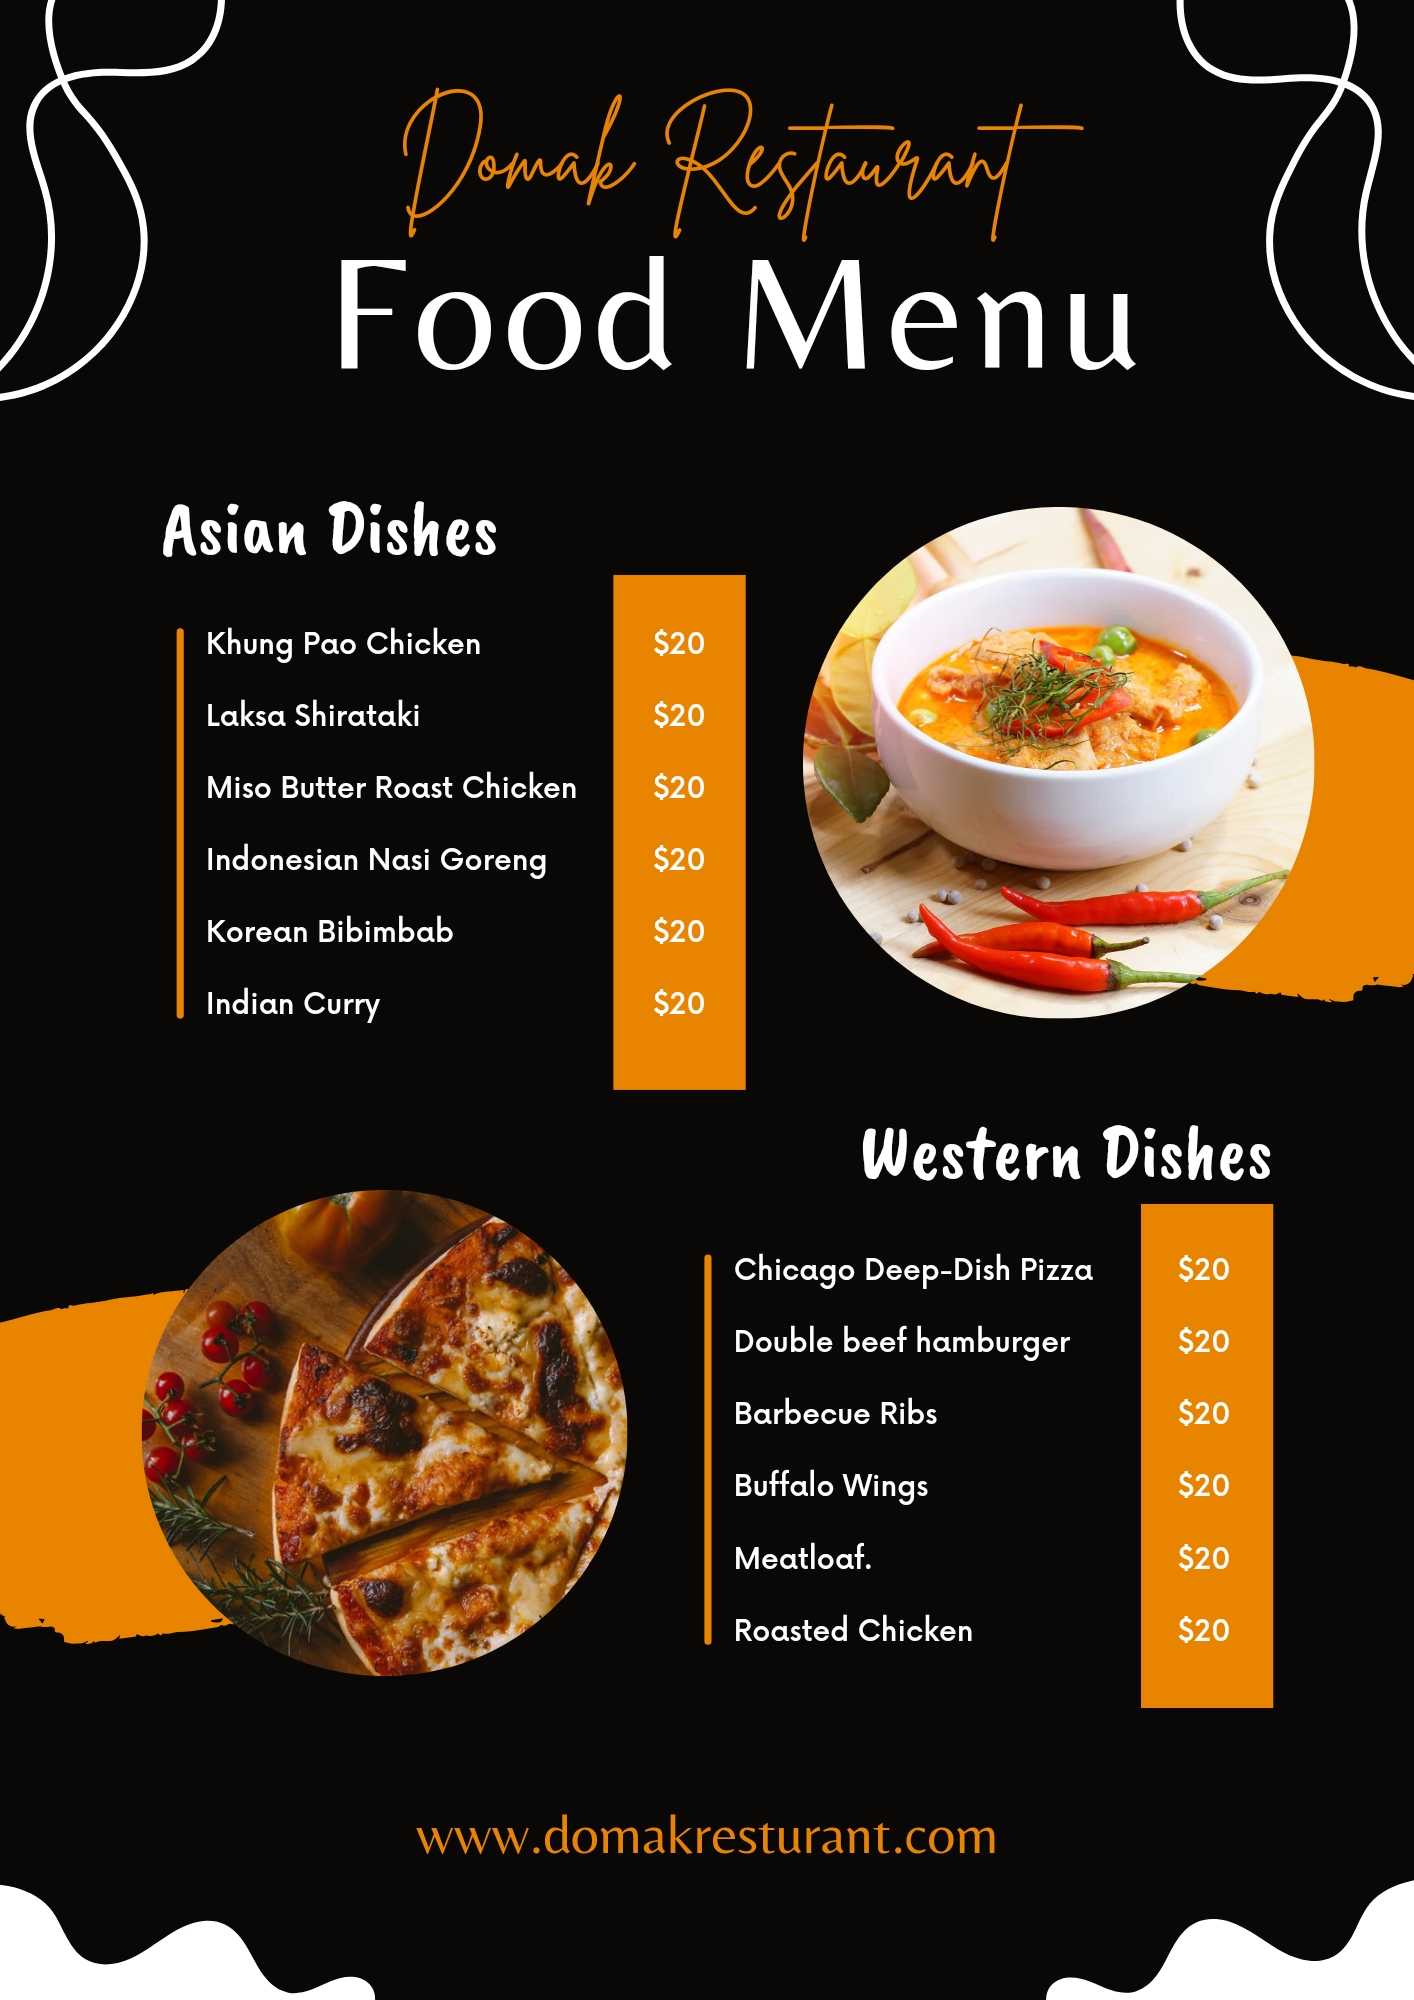 Domak Restaurant
Food Menu
Asian Dishes
Khung Pao Chicken $20
Laksa Shirataki $20
Miso Butter Roast Chicken $20
Indonesian Nasi Goreng $20
Korean Bibimbab $20
Indian Curry $20
Western Dishes
Chicago Deep-Dish Pizza $20
Double beef hamburger $20
Barbecue Ribs $20
Buffalo Wings $20
Meatloaf. $20
Roasted Chicken $20
www.domakresturant.com